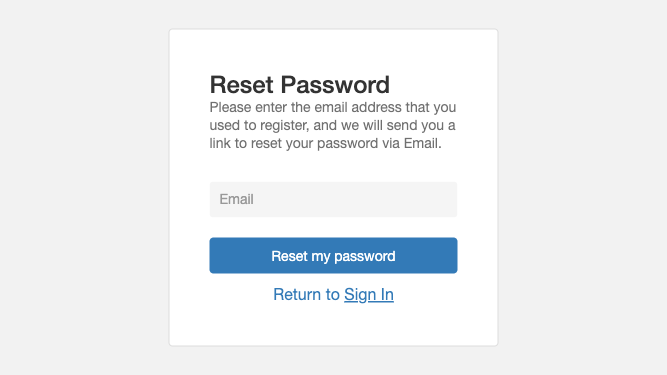 Reset Password
Please enter the email address that you
used to register, and we will send you a
link to reset your password via Email.
Email
Reset my password
Return to Sign In